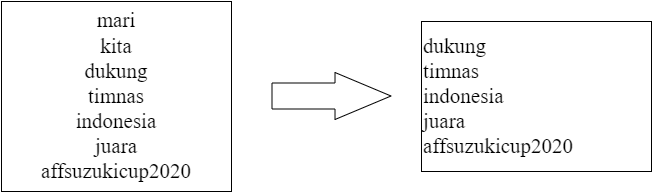 mari
kita
dukung
timnas
indonesia
juara
affsuzukicup2020
dukung
timnas
indonesia
juara
affsuzukicup2020